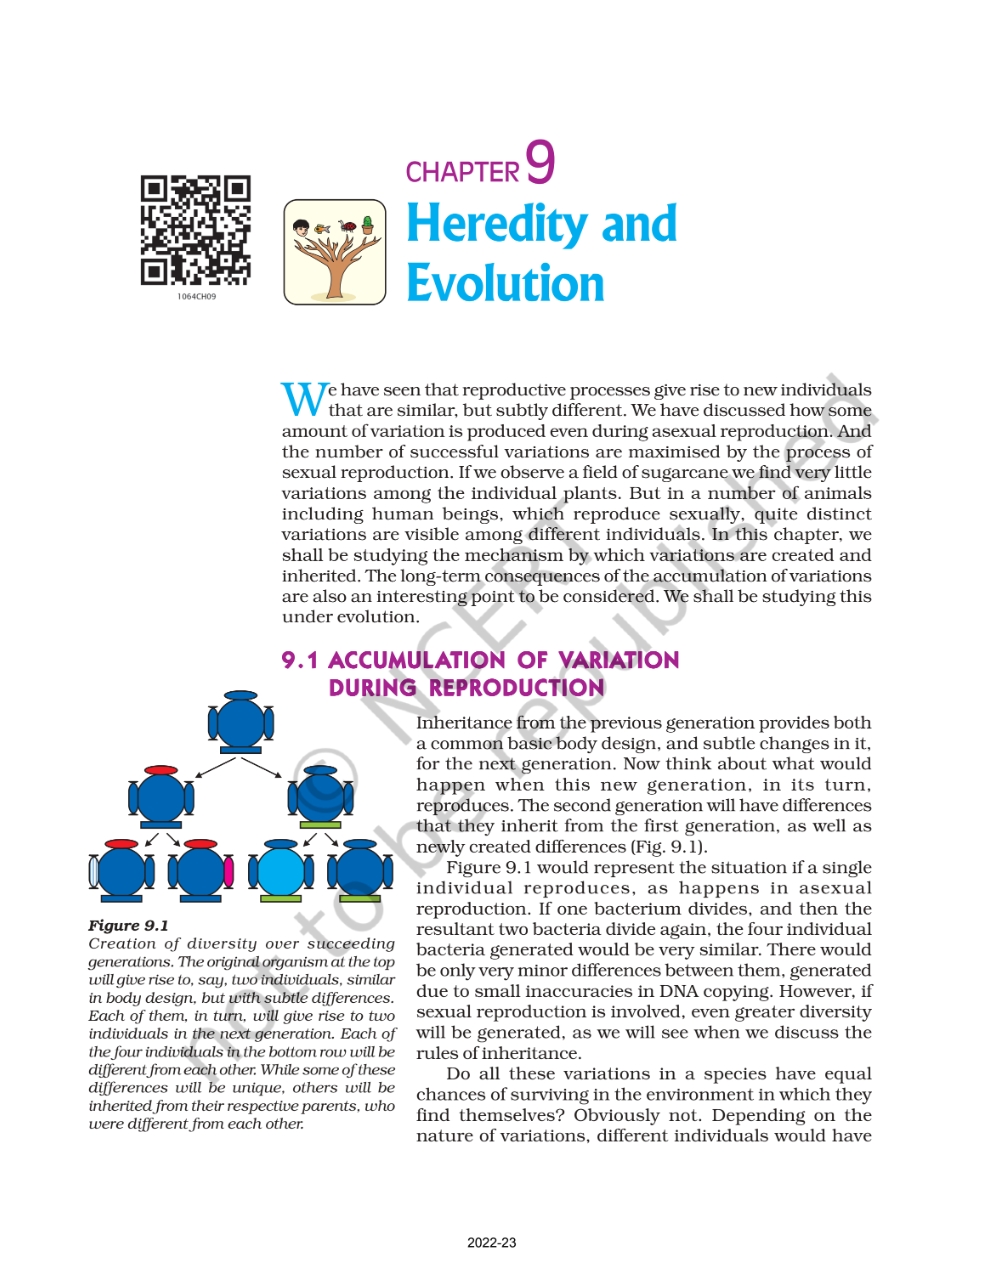 CHAPTER 9
Heredity and
Evolution
1064CH09
We have seen that reproductive processes give rise to new individuals
that are similar, but subtly different. We have discussed how some
amount of variation is produced even during asexual reproduction. And
the number of successful variations are maximised by the process of
sexual reproduction. If we observe a field of sugarcane we find very little
variations among the individual plants. But in a number of animals
including human beings, which reproduce sexually, quite distinct
variations are visible among different individuals. In this chapter, we
shall be studying the mechanism by which variations are created and
inherited. The long-term consequences of the accumulation of variations
are also an interesting point to be considered. We shall be studying this
under evolution.
9.1 ACCUMULATION OF VARIATION
DURING REPRODUCTION
Inheritance from the previous generation provides both
a common basic body design, and subtle changes in it,
for the next generation. Now think about what would
happen when this new generation, in its turn,
reproduces. The second generation will have differences
that they inherit from the first generation, as well as
newly created differences (Fig. 9.1).
Figure 9.1 would represent the situation if a single
individual reproduces, as happens in asexual
reproduction. If one bacterium divides, and then the
resultant two bacteria divide again, the four individual
bacteria generated would be very similar. There would
be only very minor differences between them, generated
due to small inaccuracies in DNA copying. However, if
sexual reproduction is involved, even greater diversity
will be generated, as we will see when we discuss the
rules of inheritance.
Do all these variations in a species have equal
chances of surviving in the environment in which they
find themselves? Obviously not. Depending on the
nature of variations, different individuals would have
Figure 9.1
Creation of diversity over succeeding
generations. The original organism at the top
will give rise to, say, two individuals, similar
in body design, but with subtle differences.
Each of them, in turn, will give rise to two
individuals in the next generation. Each of
the four individuals in the bottom row will be
different from each other. While some of these
differences will be unique, others will be
inherited from their respective parents, who
were different from each other.
© NCERT
not to be republished
2022-23